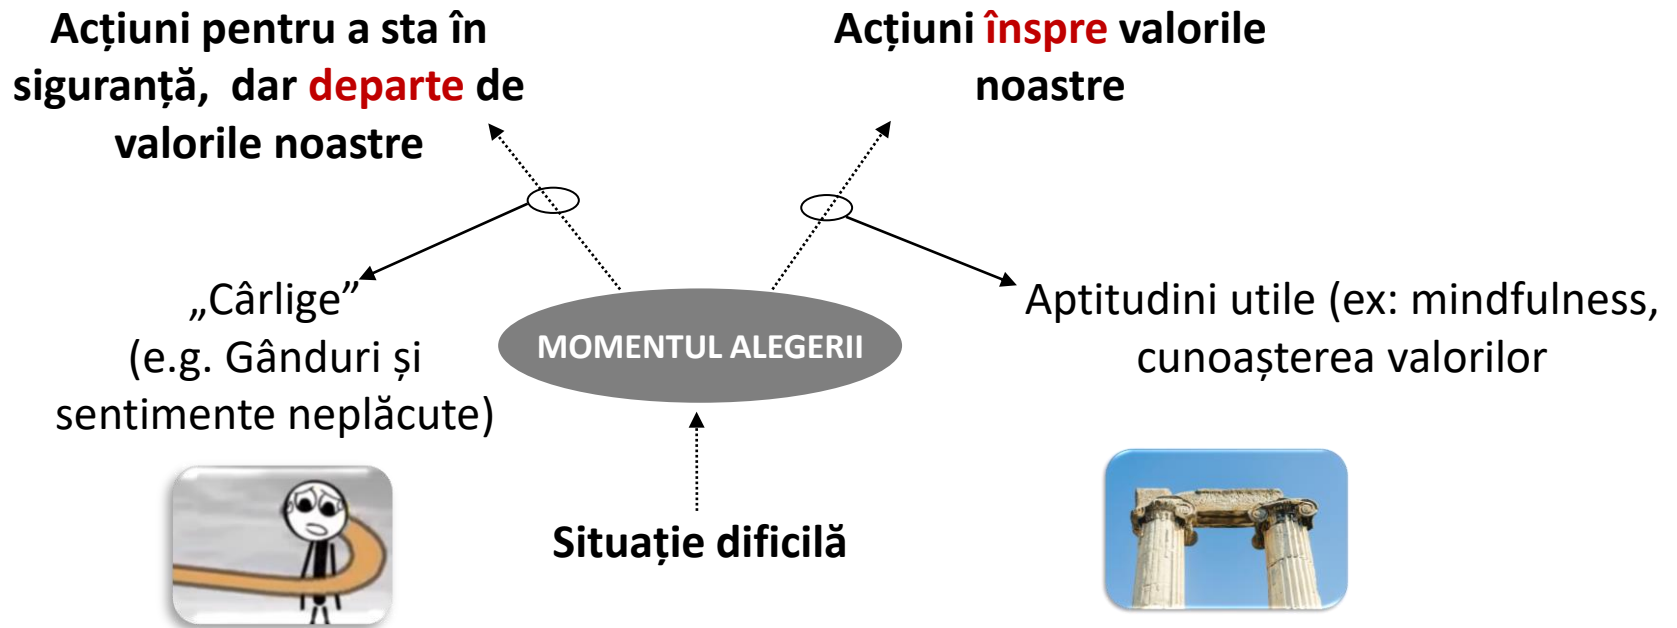 Acțiuni pentru a sta în
siguranță, dar departe de
valorile noastre
Acțiuni înspre valorile
noastre
„Cârlige”
(e.g. Gânduri și
sentimente neplăcute)
MOMENTUL ALEGERII
Aptitudini utile (ex: mindfulness,
cunoașterea valorilor
Situație dificilă